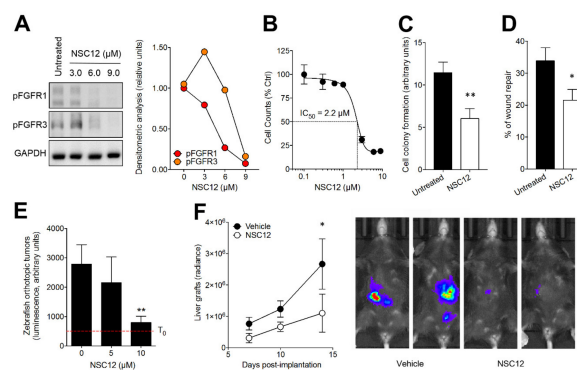 A
Untreated
NSC12 (µM)
3.0 6.0 9.0
pFGFR1
pFGFR3
GAPDH
Densitometric analysis (relative units)
1.5
1.0
0.5
0.0
pFGFR1
pFGFR3
0 3 6 9
NSC12 (µM)
B
Cell Counts (% Ctrl)
125
100
75
50
25
0
IC50 = 2.2 µM
0.1 1 10
NSC12 (µM)
C
Cell colony formation (arbitrary units)
15
10
5
0
**
Untreated
NSC12
D
% of wound repair
40
30
20
10
0
*
Untreated
NSC12
E
Zebrafish orthotopic tumors
(luminescence, arbitrary units)
4000
3000
2000
1000
0
**
T0
0 5 10
NSC12 (µM)
F
Vehicle
NSC12
*
Liver grafts (radiance)
4×10⁶
3×10⁶
2×10⁶
1×10⁶
0
5 10 15
Days post-implantation
Vehicle
NSC12